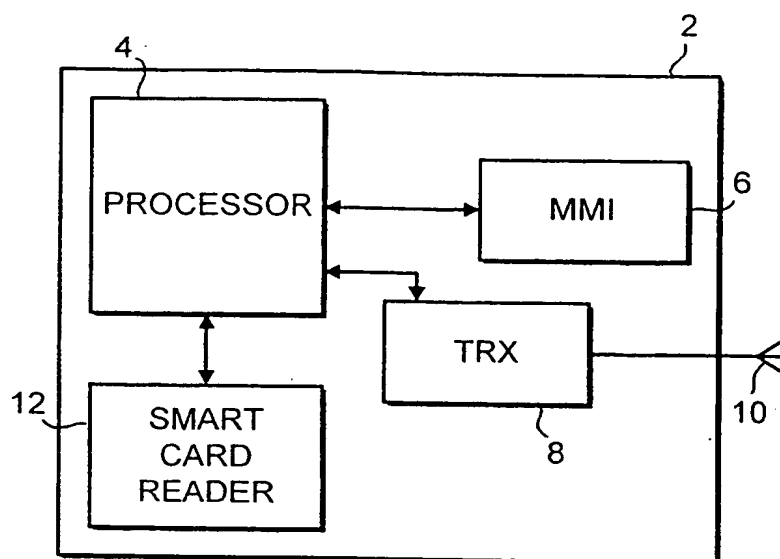 4
2
PROCESSOR
MMI
6
TRX
8
10
12
SMART
CARD
READER